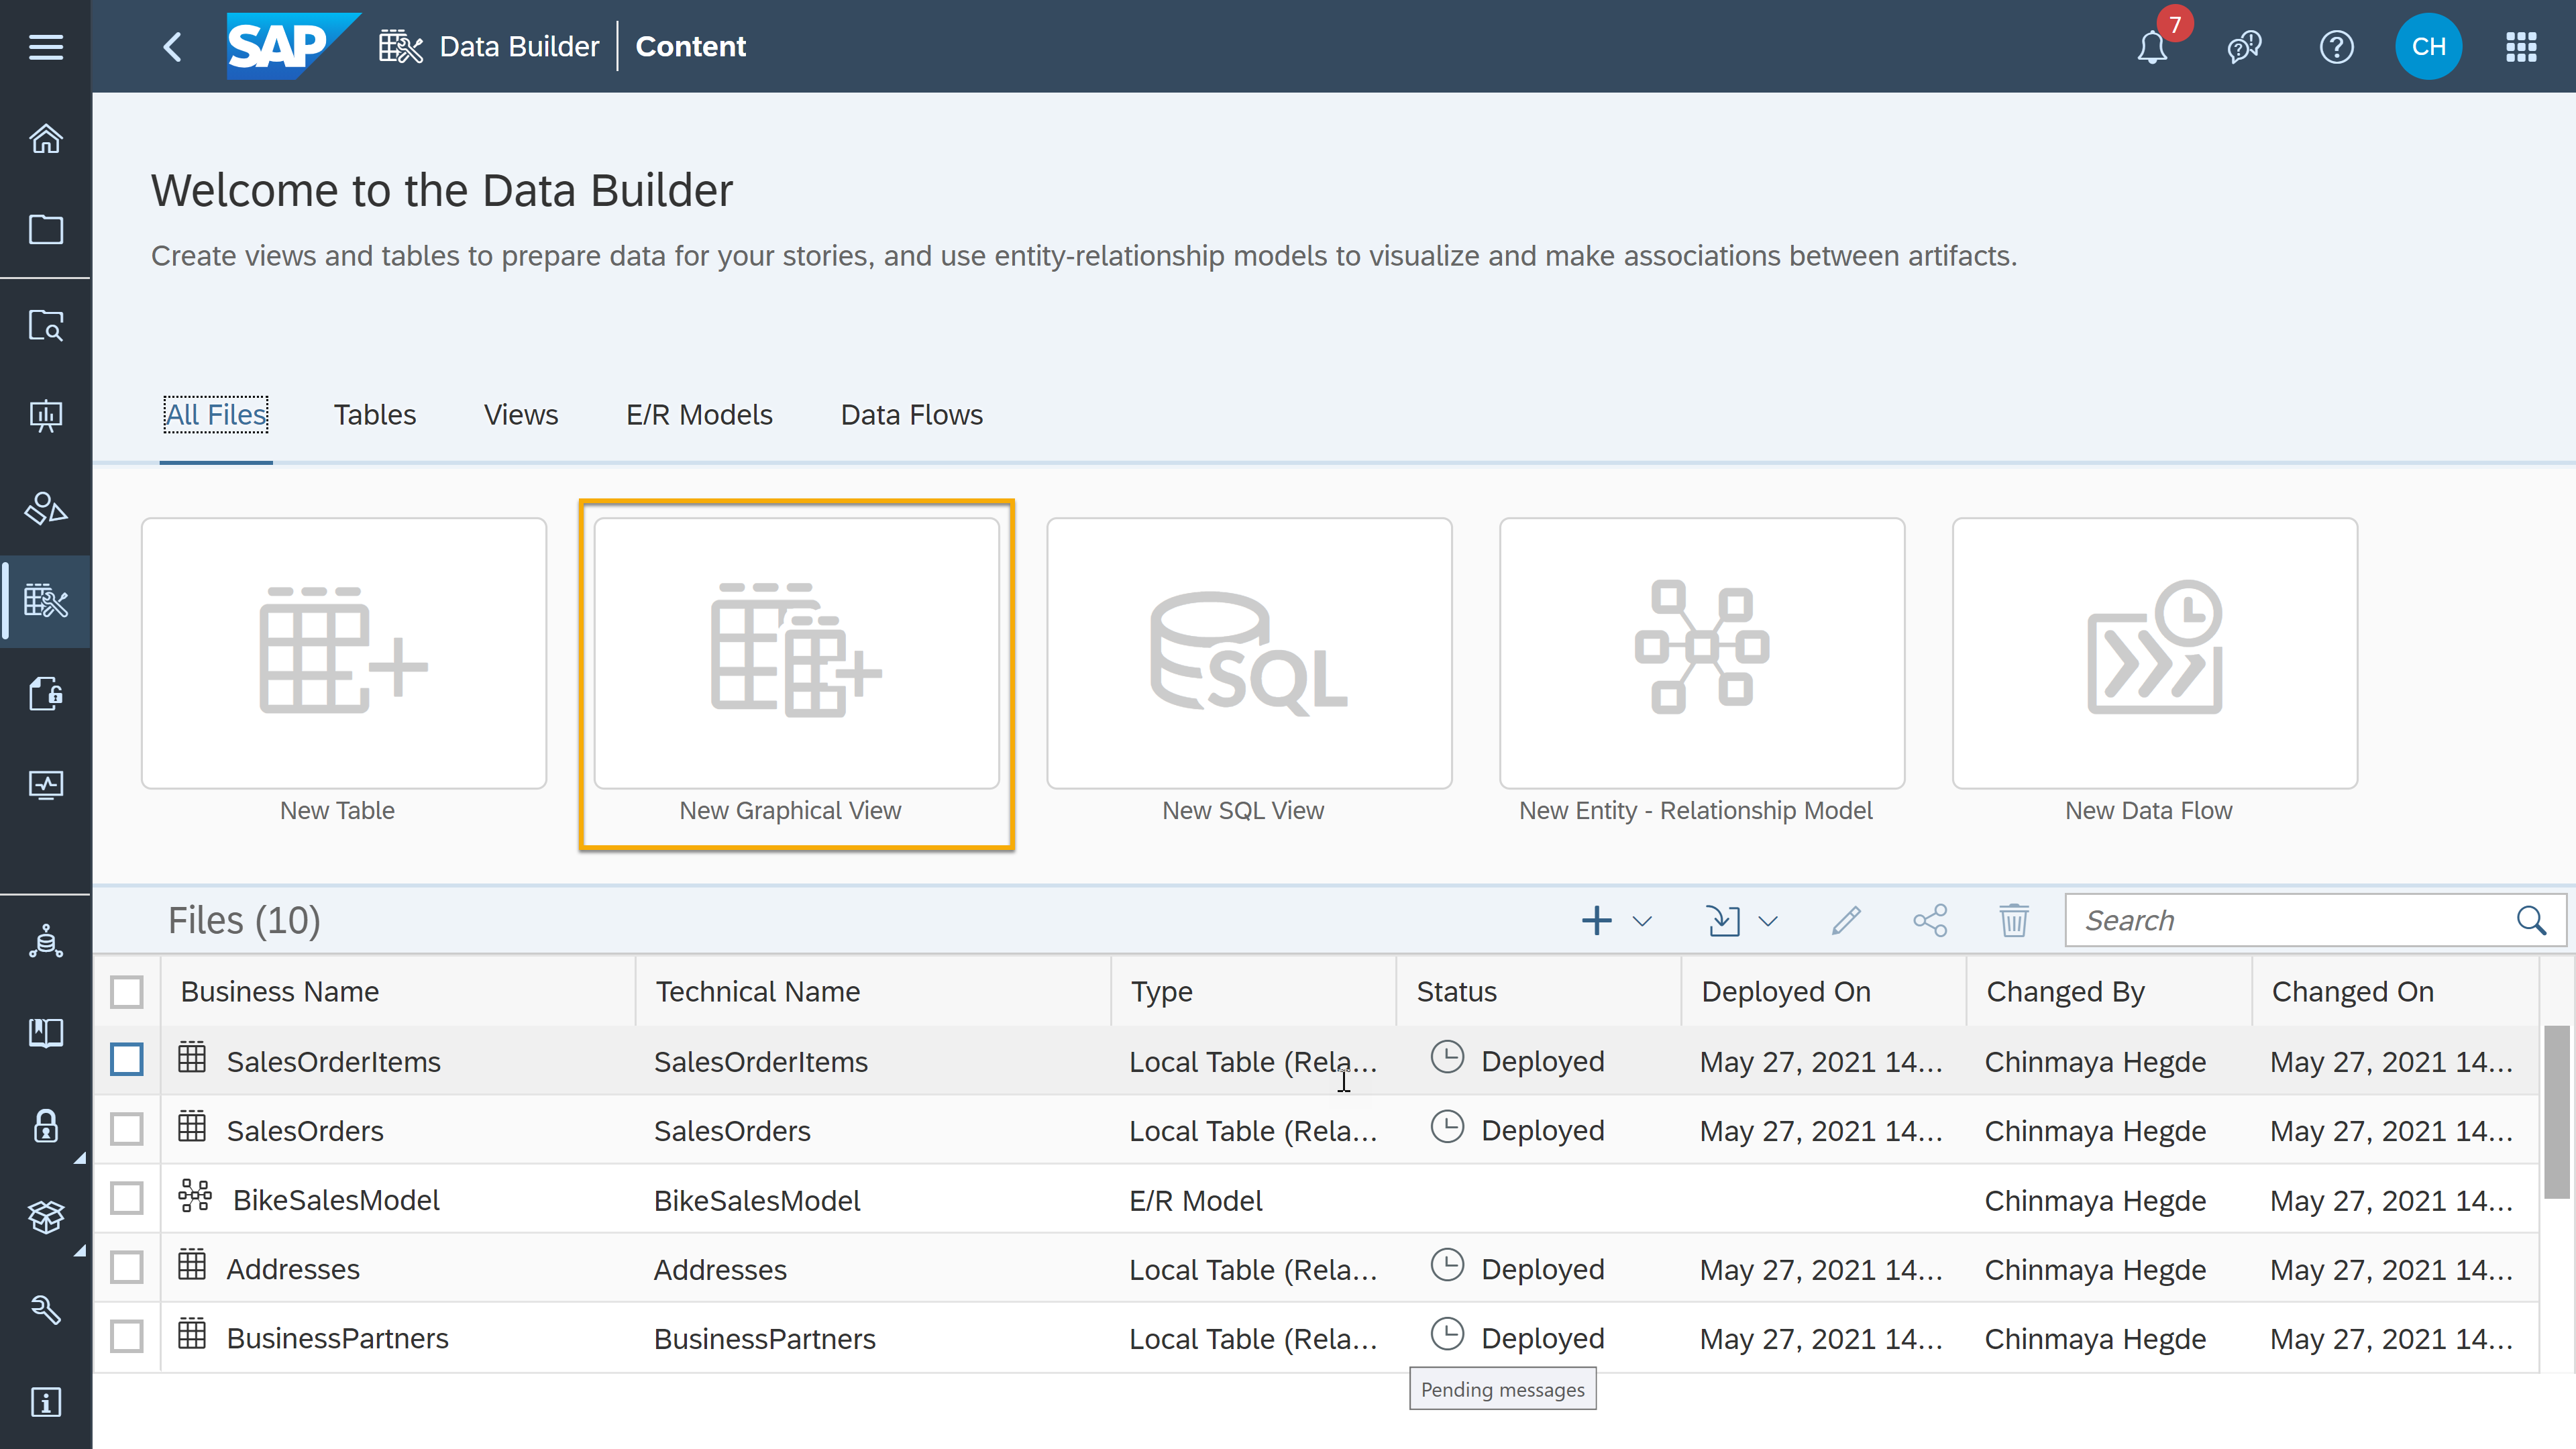 SAP Data Builder Content 7 CH
Welcome to the Data Builder
Create views and tables to prepare data for your stories, and use entity-relationship models to visualize and make associations between artifacts.
All Files Tables Views E/R Models Data Flows
SQL
New Table New Graphical View New SQL View New Entity - Relationship Model New Data Flow
Files (10) Search
Business Name Technical Name Type Status Deployed On Changed By Changed On
SalesOrderItems SalesOrderItems Local Table (Rela... Deployed May 27, 2021 14... Chinmaya Hegde May 27, 2021 14...
SalesOrders SalesOrders Local Table (Rela... Deployed May 27, 2021 14... Chinmaya Hegde May 27, 2021 14...
BikeSalesModel BikeSalesModel E/R Model Chinmaya Hegde May 27, 2021 14...
Addresses Addresses Local Table (Rela... Deployed May 27, 2021 14... Chinmaya Hegde May 27, 2021 14...
BusinessPartners BusinessPartners Local Table (Rela... Deployed May 27, 2021 14... Chinmaya Hegde May 27, 2021 14...
Pending messages